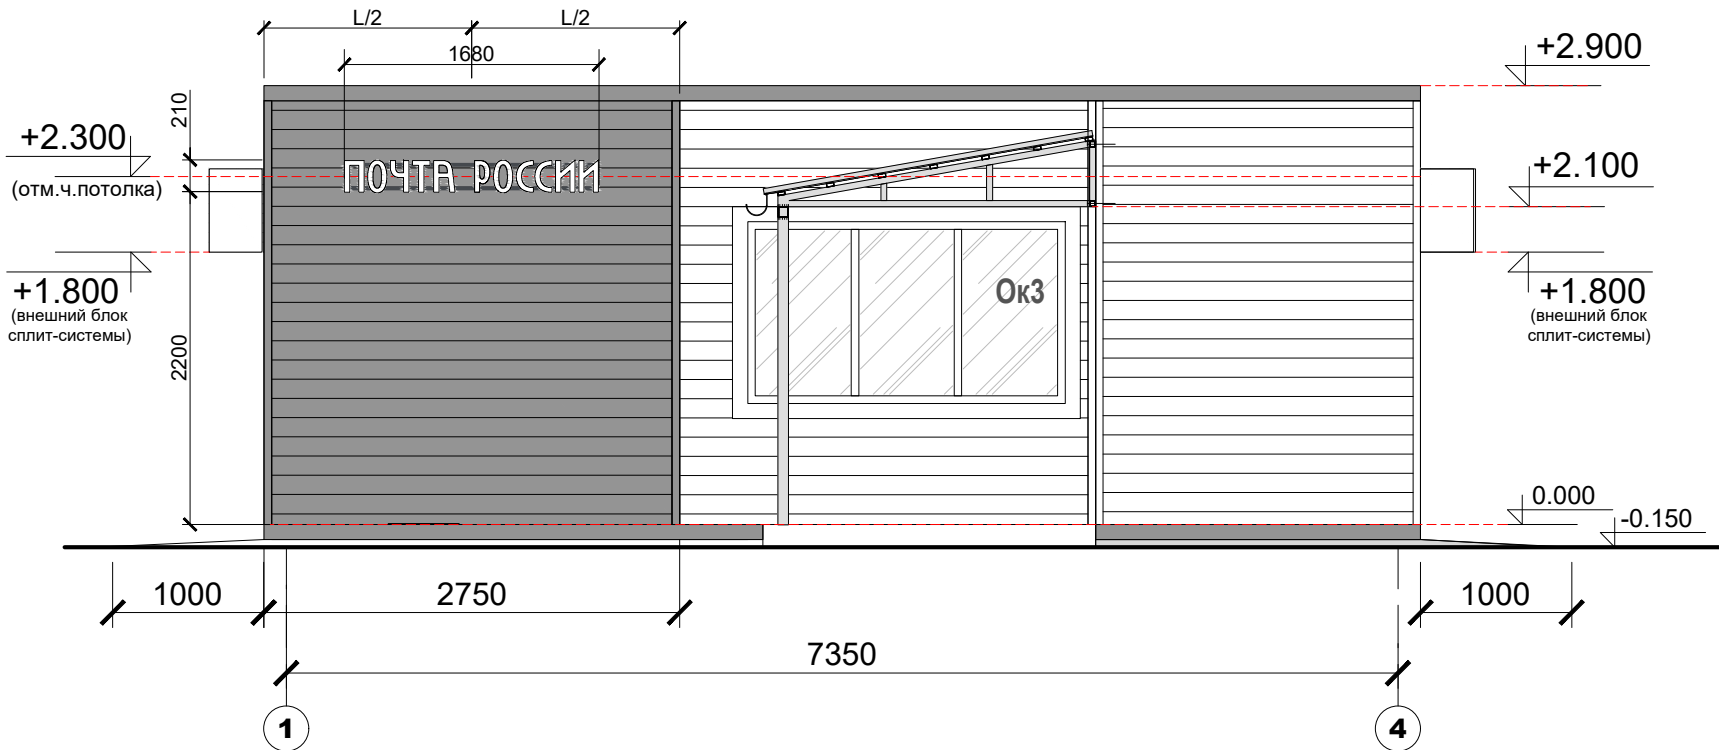 L/2
L/2
1680
+2.900
210
+2.300
(отм.ч.потолка)
ПОЧТА РОССИИ
+2.100
Ок3
+1.800
(внешний блок
сплит-системы)
+1.800
(внешний блок
сплит-системы)
2200
0.000
-0.150
1000
2750
1000
7350
1
4